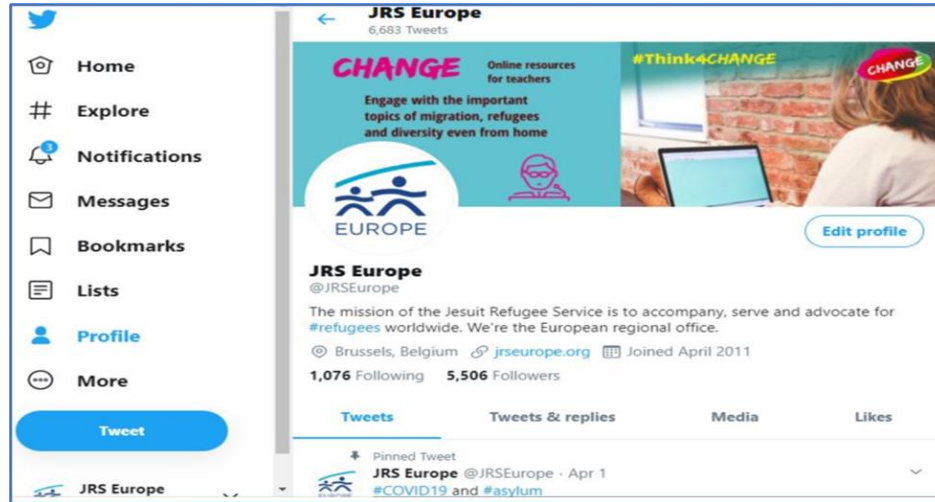 JRS Europe
6,683 Tweets
Home
Explore
3
Notifications
Messages
Bookmarks
Lists
Profile
More
Tweet
JRS Europe
CHANGE
Online resources
for teachers
Engage with the important
topics of migration, refugees
and diversity even from home
#Think4CHANGE
CHANGE
EUROPE
Edit profile
JRS Europe
@JRSEurope
The mission of the Jesuit Refugee Service is to accompany, serve and advocate for
#refugees worldwide. We're the European regional office.
Brussels, Belgium jrseurope.org Joined April 2011
1,076 Following 5,506 Followers
Tweets Tweets & replies Media Likes
Pinned Tweet
JRS Europe @JRSEurope · Apr 1
#COVID19 and #asylum
EUROPE